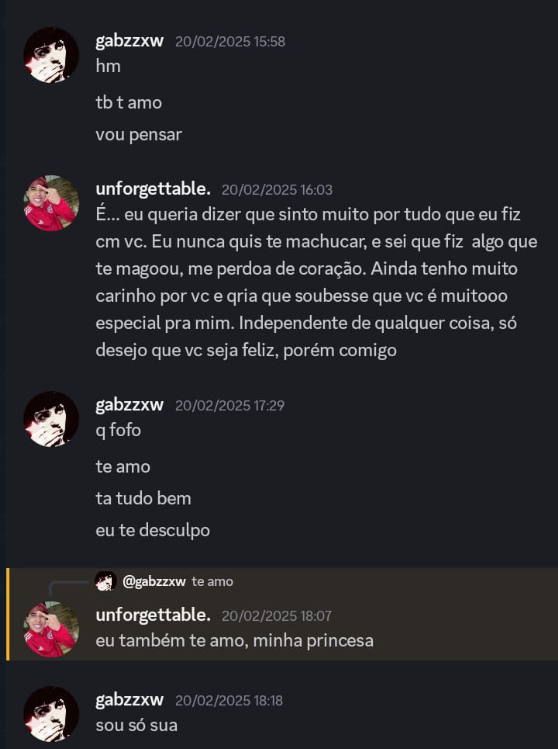 gabzzxw 20/02/2025 15:58
hm
tb t amo
vou pensar
unforgettable. 20/02/2025 16:03
É... eu queria dizer que sinto muito por tudo que eu fiz
cm vc. Eu nunca quis te machucar, e sei que fiz algo que
te magoou, me perdoa de coração. Ainda tenho muito
carinho por vc e qria que soubesse que vc é muitooo
especial pra mim. Independente de qualquer coisa, só
desejo que vc seja feliz, porém comigo
gabzzxw 20/02/2025 17:29
q fofo
te amo
ta tudo bem
eu te desculpo
@gabzzxw te amo
unforgettable. 20/02/2025 18:07
eu também te amo, minha princesa
gabzzxw 20/02/2025 18:18
sou só sua